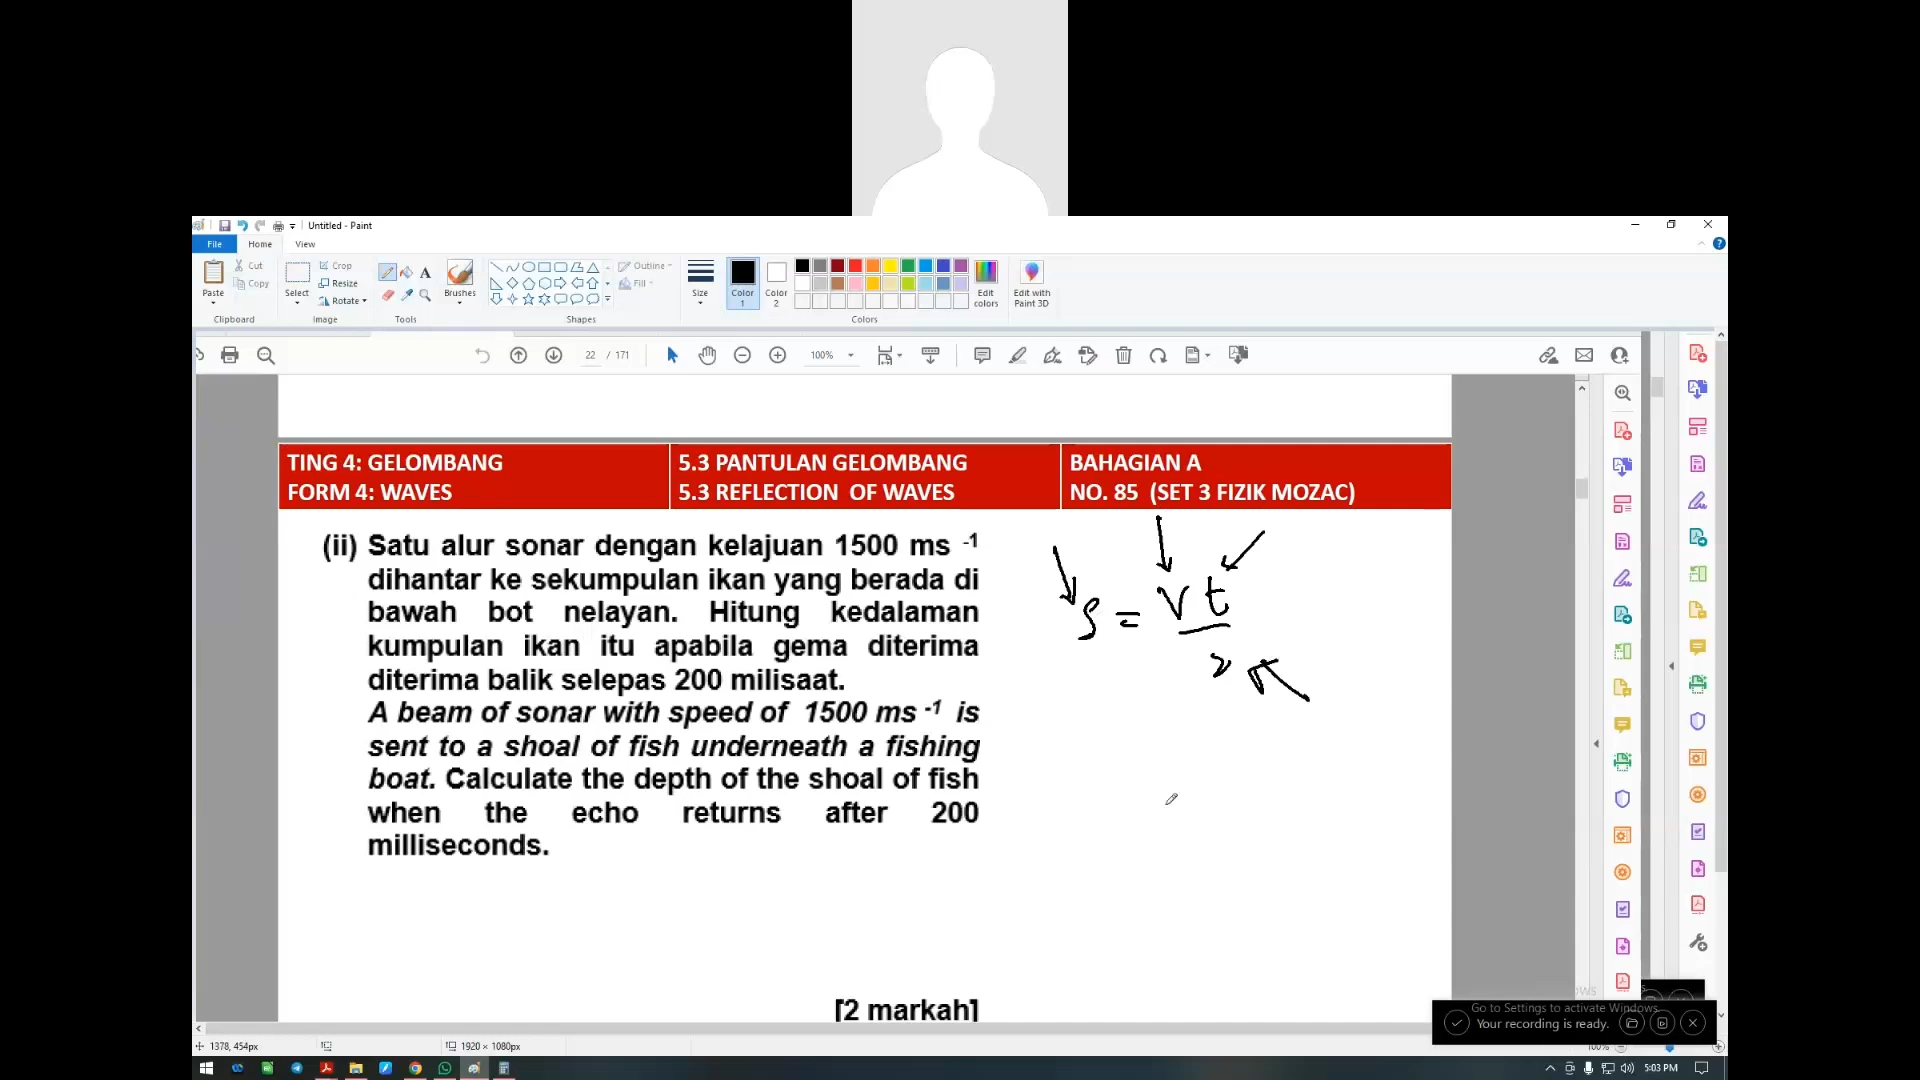 Untitled - Paint
File Home View
Paste
Cut
Copy
Clipboard
Select
Crop
Resize
Rotate
Image
A
Tools
Brushes
Shapes
Outline
Fill
Size
Color 1
Color 2
Colors
Edit colors
Edit with Paint 3D
22 / 171
100%
TING 4: GELOMBANG
FORM 4: WAVES
5.3 PANTULAN GELOMBANG
5.3 REFLECTION OF WAVES
BAHAGIAN A
NO. 85 (SET 3 FIZIK MOZAC)
(ii) Satu alur sonar dengan kelajuan 1500 ms -1
dihantar ke sekumpulan ikan yang berada di
bawah bot nelayan. Hitung kedalaman
kumpulan ikan itu apabila gema diterima
diterima balik selepas 200 milisaat.
A beam of sonar with speed of 1500 ms -1 is
sent to a shoal of fish underneath a fishing
boat. Calculate the depth of the shoal of fish
when the echo returns after 200
milliseconds.
[2 markah]
s = vt
2
Go to Settings to activate Windows.
Your recording is ready.
1378, 454px
1920 × 1080px
100%
5:03 PM